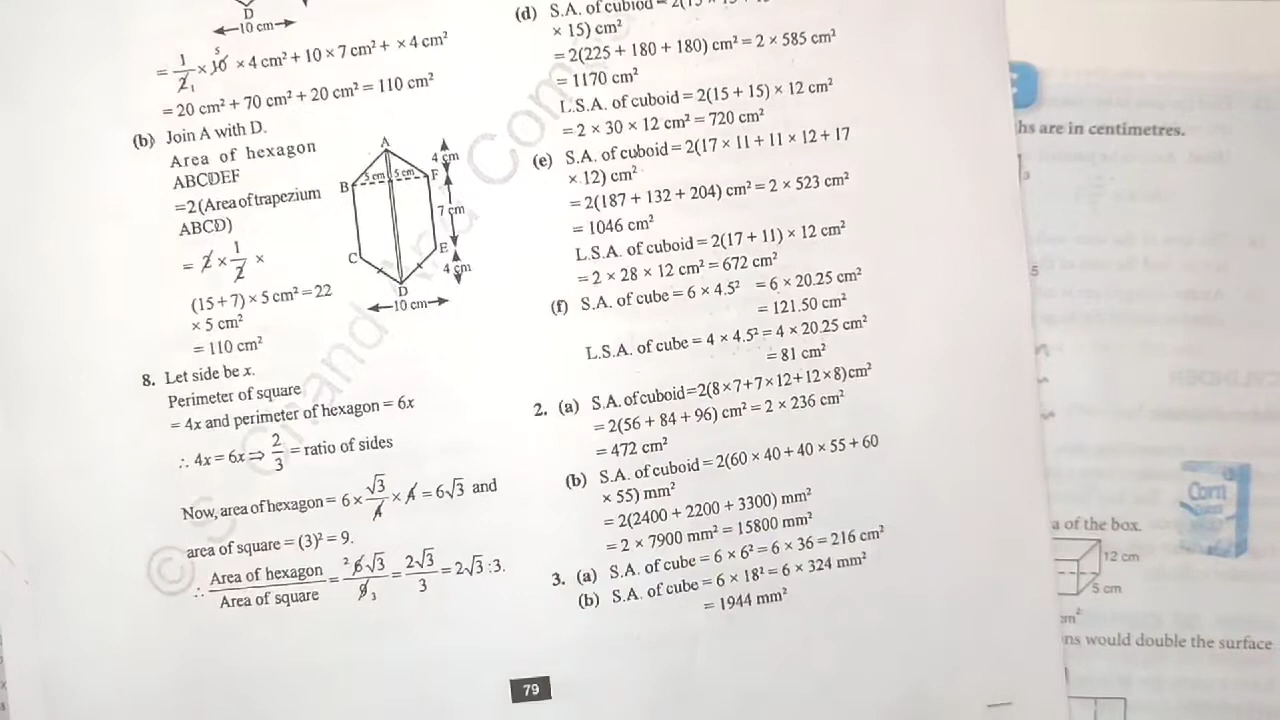 D
10 cm
= 1/2 × 10 × 4 cm² + 10 × 7 cm² + × 4 cm²
5
1
= 20 cm² + 70 cm² + 20 cm² = 110 cm²
(b) Join A with D.
Area of hexagon
ABCDEF
=2(Area of trapezium
ABCD)
= 2 × 1/2 ×
(15 + 7) × 5 cm² = 22
× 5 cm²
= 110 cm²
A
4 cm
5 cm 5 cm
B
F
7 cm
C
E
4 cm
D
10 cm
8. Let side be x.
Perimeter of square
= 4x and perimeter of hexagon = 6x
∴ 4x = 6x ⇒ 2/3 = ratio of sides
Now, area of hexagon = 6 × √3/4 × 4 = 6√3 and
area of square = (3)² = 9.
∴ Area of hexagon/Area of square = ² 6√3/9 ₃ = 2√3/3 = 2√3 : 3.
(d) S.A. of cuboid = 2(15 × 15
× 15) cm²
= 2(225 + 180 + 180) cm² = 2 × 585 cm²
= 1170 cm²
L.S.A. of cuboid = 2(15 + 15) × 12 cm²
= 2 × 30 × 12 cm² = 720 cm²
(e) S.A. of cuboid = 2(17 × 11 + 11 × 12 + 17
× 12) cm²
= 2(187 + 132 + 204) cm² = 2 × 523 cm²
= 1046 cm²
L.S.A. of cuboid = 2(17 + 11) × 12 cm²
= 2 × 28 × 12 cm² = 672 cm²
(f) S.A. of cube = 6 × 4.5² = 6 × 20.25 cm²
= 121.50 cm²
L.S.A. of cube = 4 × 4.5² = 4 × 20.25 cm²
= 81 cm²
2. (a) S.A. of cuboid=2(8×7+7×12+12×8)cm²
= 2(56 + 84 + 96) cm² = 2 × 236 cm²
= 472 cm²
(b) S.A. of cuboid = 2(60 × 40 + 40 × 55 + 60
× 55) mm²
= 2(2400 + 2200 + 3300) mm²
= 2 × 7900 mm² = 15800 mm²
3. (a) S.A. of cube = 6 × 6² = 6 × 36 = 216 cm²
(b) S.A. of cube = 6 × 18² = 6 × 324 mm²
= 1944 mm²
79
© S Chand And Com
hs are in centimetres.
5
Corn
a of the box.
12 cm
5 cm
cm²
ns would double the surface